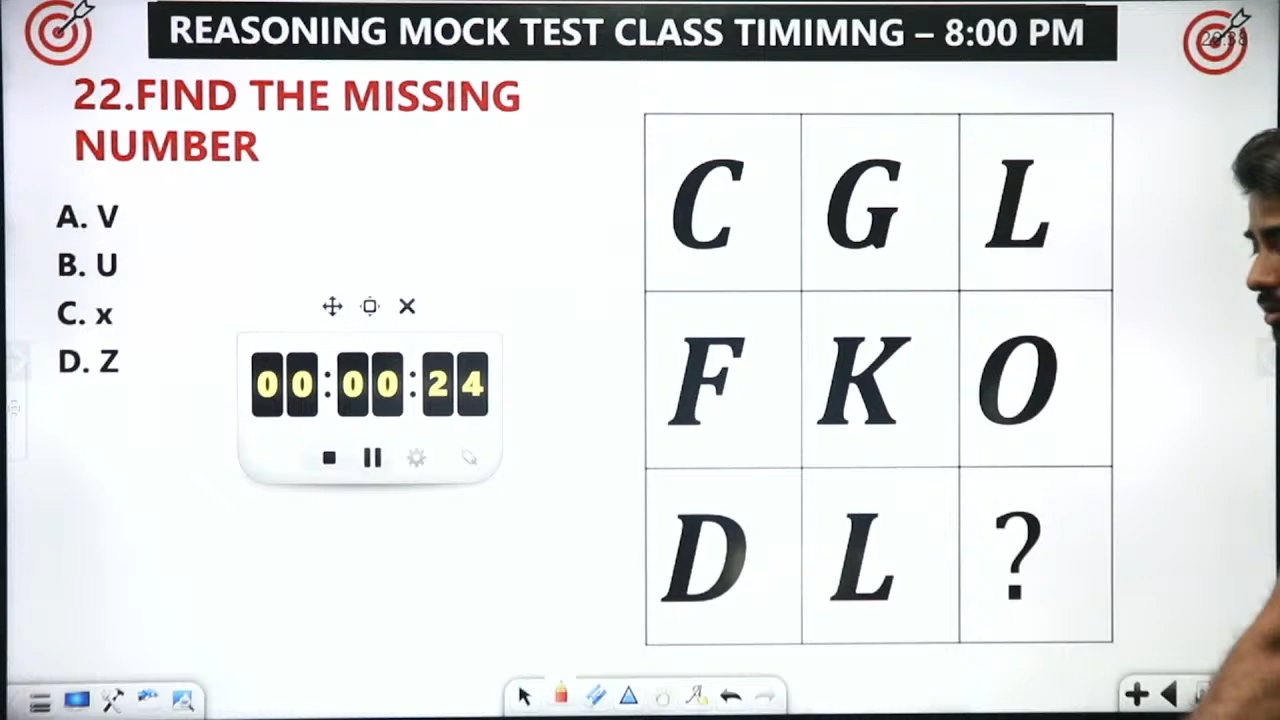 REASONING MOCK TEST CLASS TIMIMNG – 8:00 PM
22.FIND THE MISSING
NUMBER
A. V
B. U
C. x
D. Z
00:00:24
C G L
F K O
D L ?